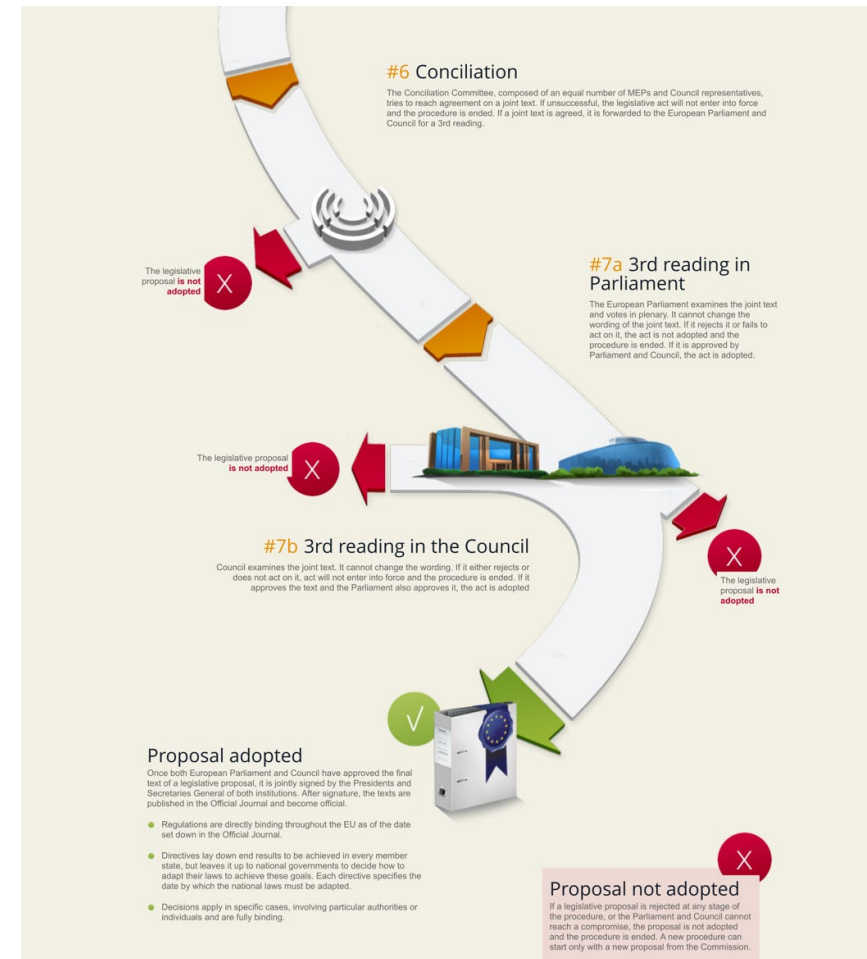 #6 Conciliation
The Conciliation Committee, composed of an equal number of MEPs and Council representatives,
tries to reach agreement on a joint text. If unsuccessful, the legislative act will not enter into force
and the procedure is ended. If a joint text is agreed, it is forwarded to the European Parliament and
Council for a 3rd reading.
The legislative
proposal is not
adopted
X
#7a 3rd reading in
Parliament
The European Parliament examines the joint text
and votes in plenary. It cannot change the
wording of the joint text. If it rejects it or fails to
act on it, the act is not adopted and the
procedure is ended. If it is approved by
Parliament and Council, the act is adopted.
The legislative proposal
is not adopted
X
#7b 3rd reading in the Council
Council examines the joint text. It cannot change the wording. If it either rejects or
does not act on it, act will not enter into force and the procedure is ended. If it
approves the text and the Parliament also approves it, the act is adopted
X
The legislative
proposal is not
adopted
√
Proposal adopted
Once both European Parliament and Council have approved the final
text of a legislative proposal, it is jointly signed by the Presidents and
Secretaries General of both institutions. After signature, the texts are
published in the Official Journal and become official.
Regulations are directly binding throughout the EU as of the date
set down in the Official Journal.
Directives lay down end results to be achieved in every member
state, but leaves it up to national governments to decide how to
adapt their laws to achieve these goals. Each directive specifies the
date by which the national laws must be adapted.
Decisions apply in specific cases, involving particular authorities or
individuals and are fully binding.
X
Proposal not adopted
If a legislative proposal is rejected at any stage of
the procedure, or the Parliament and Council cannot
reach a compromise, the proposal is not adopted
and the procedure is ended. A new procedure can
start only with a new proposal from the Commission.